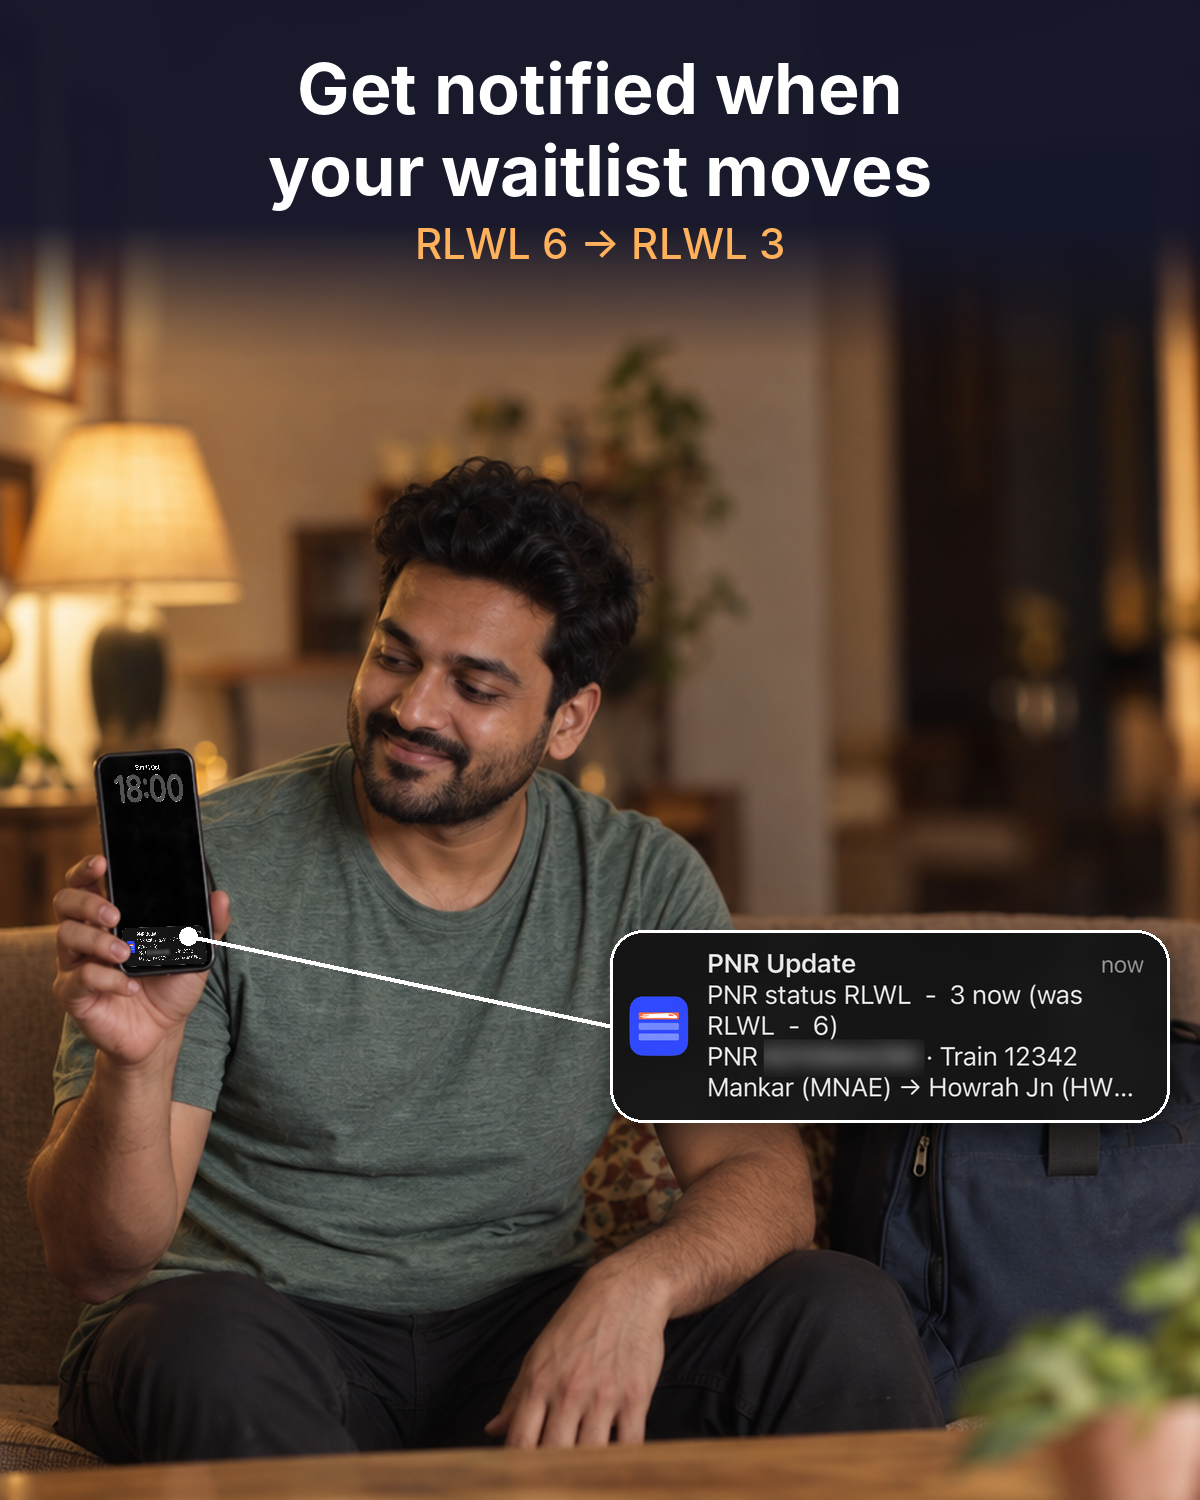 Get notified when
your waitlist moves
RLWL 6 → RLWL 3
18:00
PNR Update
now
PNR status RLWL - 3 now (was
RLWL - 6)
PNR · Train 12342
Mankar (MNAE) → Howrah Jn (HW...